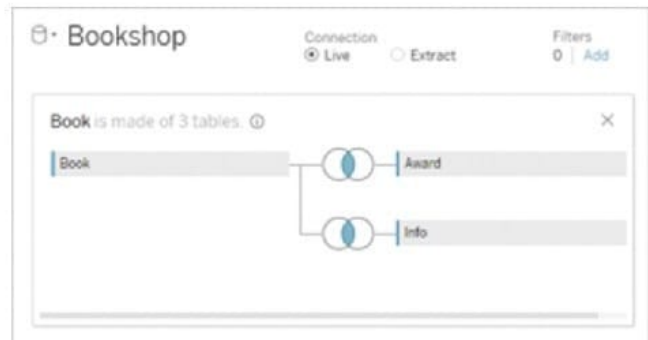 Bookshop
Connection
Live Extract
Filters
0 | Add
Book is made of 3 tables.
Book
Award
Info